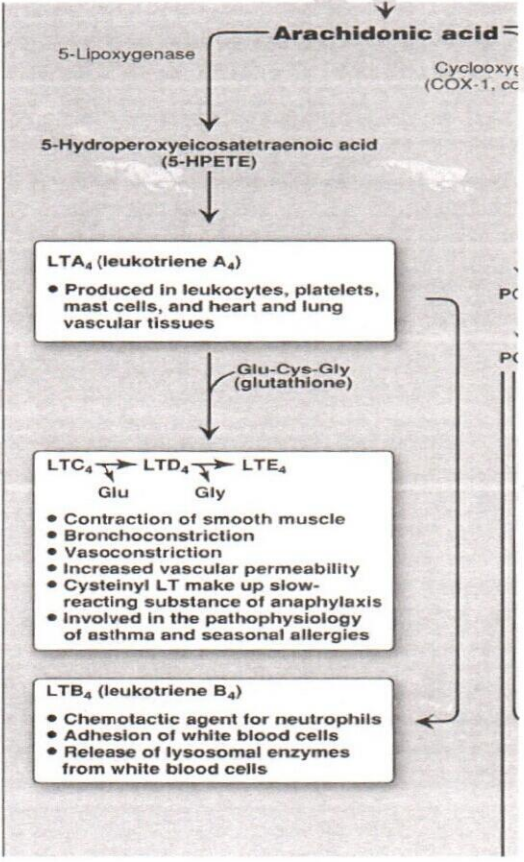 Arachidonic acid
5-Lipoxygenase
(COX-1,
5-Hydroperoxyeicosatetraenoic acid
(5-HPETE)
LTA₄ (leukotriene A₄)
• Produced in leukocytes, platelets,
mast cells, and heart and lung
vascular tissues
Glu-Cys-Gly
(glutathione)
LTC₄ LTD₄ LTE₄
Glu Gly
• Contraction of smooth muscle
• Bronchoconstriction
• Vasoconstriction
• Increased vascular permeability
• Cysteinyl LT make up slow-
reacting substance of anaphylaxis
• Involved in the pathophysiology
of asthma and seasonal allergies
LTB₄ (leukotriene B₄)
• Chemotactic agent for neutrophils
• Adhesion of white blood cells
• Release of lysosomal enzymes
from white blood cells